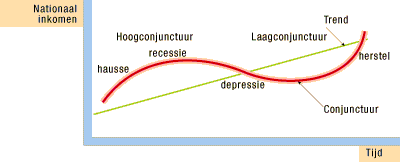 Nationaal
inkomen
Trend
Hoogconjunctuur
Laagconjunctuur
recessie
hausse
herstel
depressie
Conjunctuur
Tijd